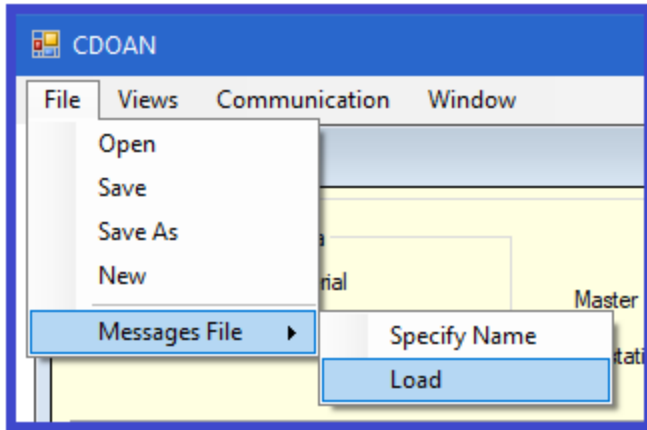 CDOAN
File Views Communication Window
Open
Save
Save As
New
Messages File
Specify Name
Load
Master